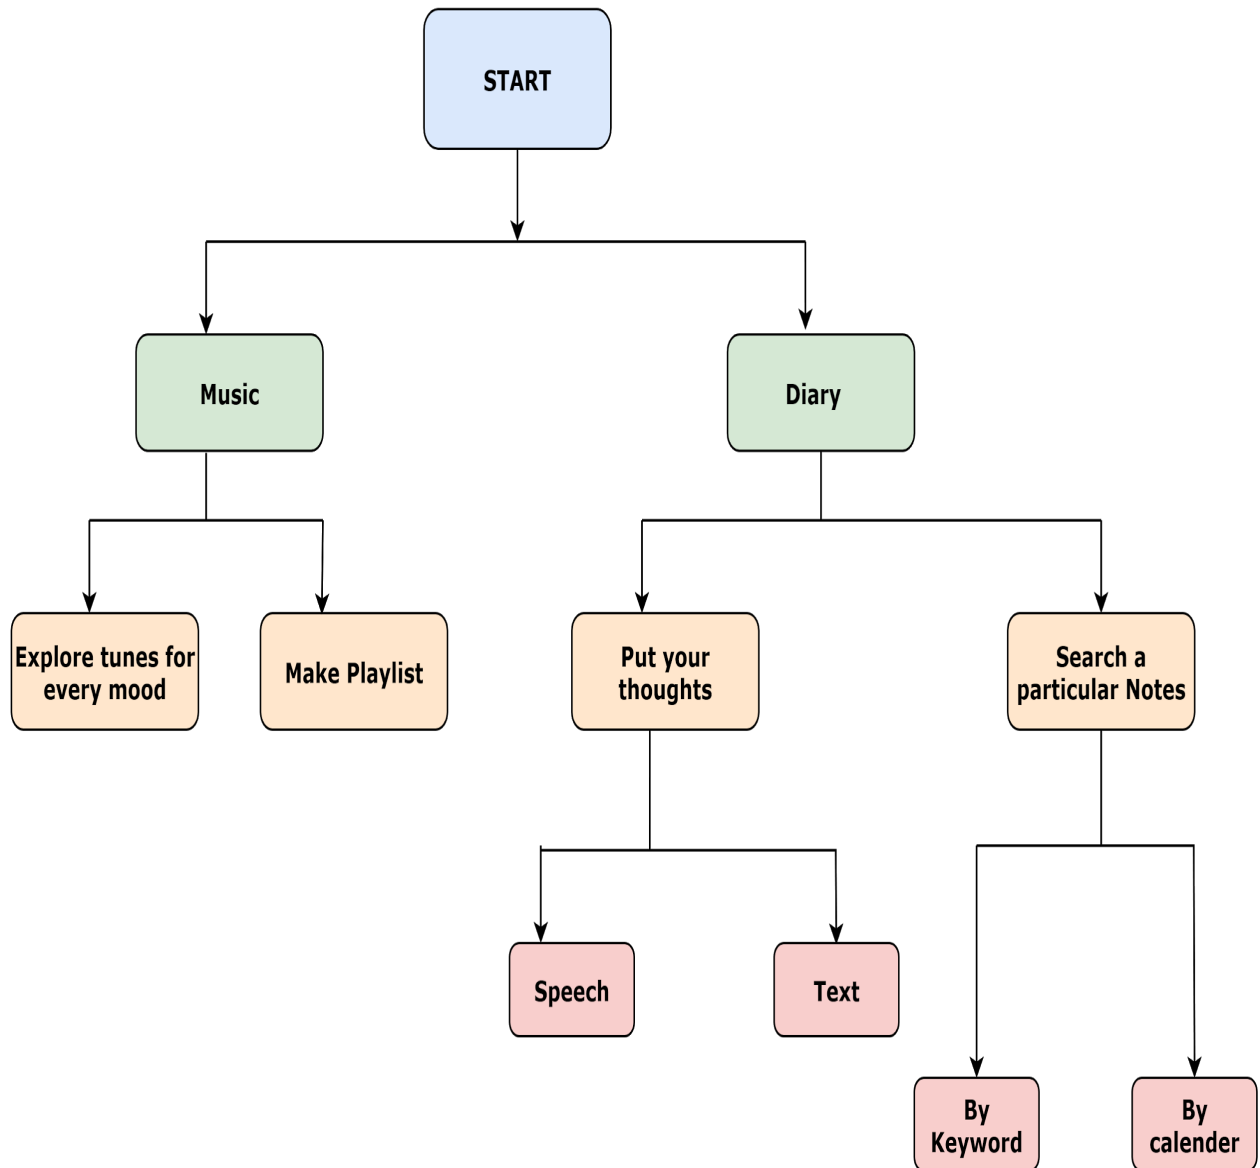 START
Music
Diary
Explore tunes for
every mood
Make Playlist
Put your
thoughts
Search a
particular Notes
Speech
Text
By
Keyword
By
calender